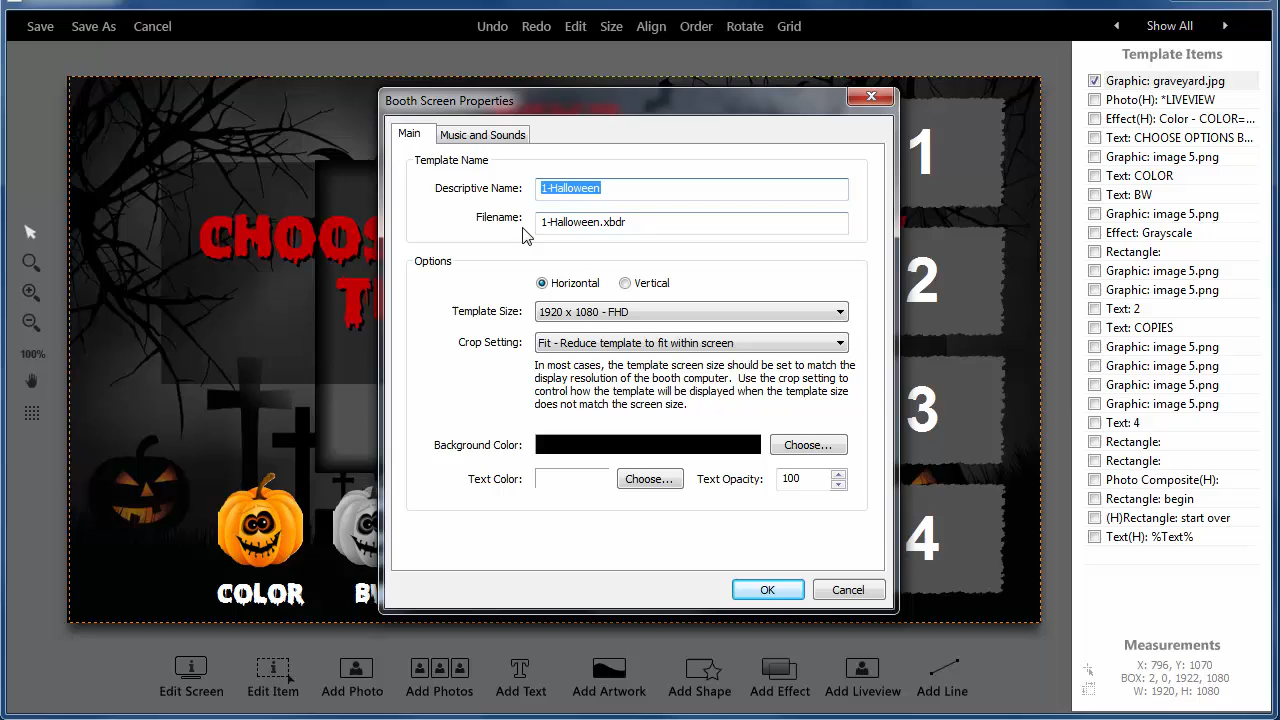 Save Save As Cancel Undo Redo Edit Size Align Order Rotate Grid Show All
Template Items
Graphic: graveyard.jpg
Photo(H): *LIVEVIEW
Effect(H): Color - COLOR=...
Text: CHOOSE OPTIONS B...
Graphic: image 5.png
Text: COLOR
Text: BW
Graphic: image 5.png
Effect: Grayscale
Rectangle:
Graphic: image 5.png
Graphic: image 5.png
Text: 2
Text: COPIES
Graphic: image 5.png
Graphic: image 5.png
Graphic: image 5.png
Graphic: image 5.png
Text: 4
Rectangle:
Rectangle:
Photo Composite(H):
Rectangle: begin
(H)Rectangle: start over
Text(H): %Text%
Measurements
X: 796, Y: 1070
BOX: 2, 0, 1922, 1080
W: 1920, H: 1080
100%
CHOOS
T
COLOR
1
2
3
4
Booth Screen Properties
Main Music and Sounds
Template Name
Descriptive Name: 1-Halloween
Filename: 1-Halloween.xbdr
Options
Horizontal Vertical
Template Size: 1920 x 1080 - FHD
Crop Setting: Fit - Reduce template to fit within screen
In most cases, the template screen size should be set to match the
display resolution of the booth computer. Use the crop setting to
control how the template will be displayed when the template size
does not match the screen size.
Background Color: Choose...
Text Color: Choose... Text Opacity: 100
OK Cancel
Edit Screen Edit Item Add Photo Add Photos Add Text Add Artwork Add Shape Add Effect Add Liveview Add Line